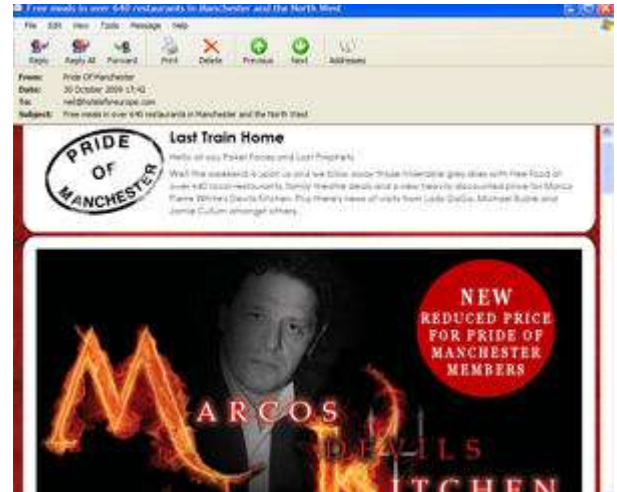 Free meals in over 640 restaurants in Manchester and the North West
File Edit View Tools Message Help
Reply Reply All Forward Print Delete Previous Next Addresses
From: Pride Of Manchester
Date: 30 October 2009 17:42
To: neil@hotelsforeurope.com
Subject: Free meals in over 640 restaurants in Manchester and the North West
PRIDE
OF
MANCHESTER
Last Train Home
Hello all you Poker Faces and Lost Prophets
Well the weekend is upon us and we blow away those miserable grey skies with free food at
over 640 local restaurants, family theatre deals and a new heavily discounted price for Marco
Pierre White's Devils Kitchen. Plus there's news of visits from Lady GaGa, Michael Buble and
Jamie Cullum amongst others.
NEW
REDUCED PRICE
FOR PRIDE OF
MANCHESTER
MEMBERS
MARCOS
DEVILS
KITCHEN